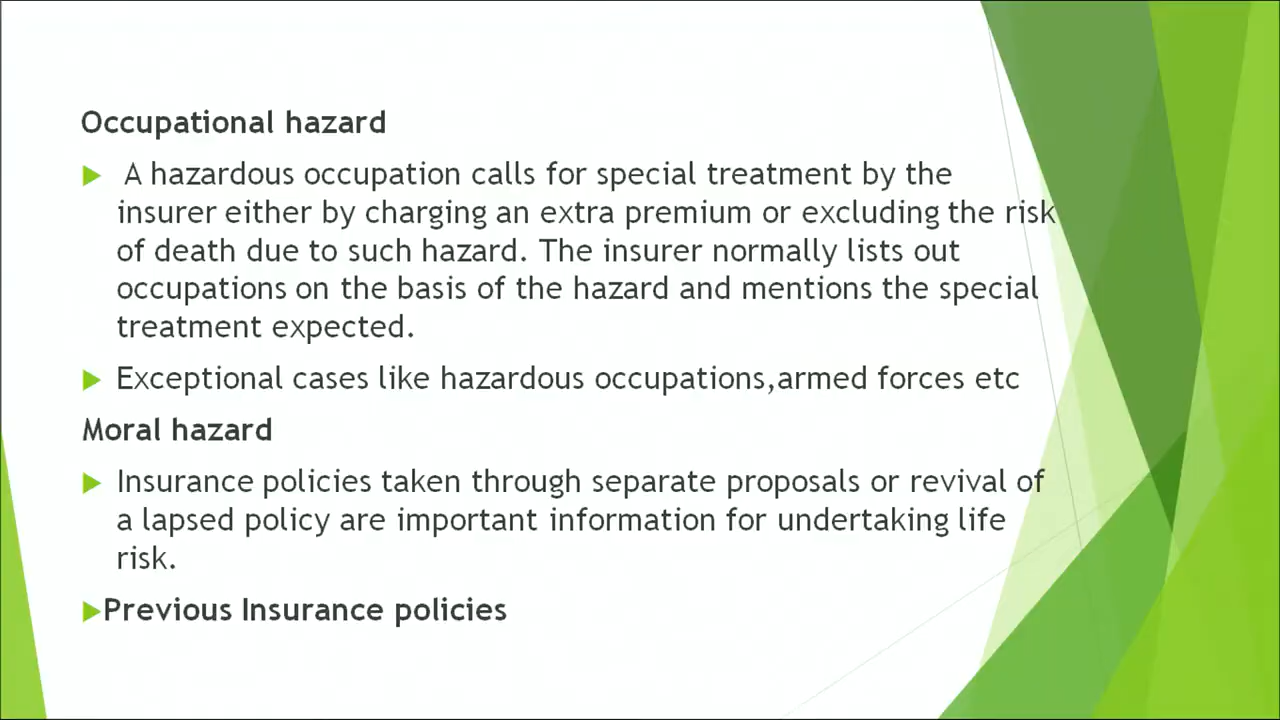 Occupational hazard
A hazardous occupation calls for special treatment by the
insurer either by charging an extra premium or excluding the risk
of death due to such hazard. The insurer normally lists out
occupations on the basis of the hazard and mentions the special
treatment expected.
Exceptional cases like hazardous occupations,armed forces etc
Moral hazard
Insurance policies taken through separate proposals or revival of
a lapsed policy are important information for undertaking life
risk.
Previous Insurance policies